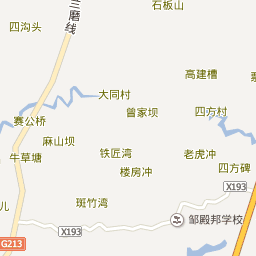 石板山
三磨线
四沟头
高建槽
大同村
曾家坝
四方村
赛公桥
麻山坝
牛草塘
铁匠湾
老虎冲
楼房冲
四方碑
X193
斑竹湾
儿
邹殿邦学校
X193
G213